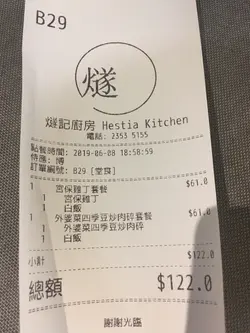 B29
燧
燧記廚房 Hestia Kitchen
電話: 2353 5155
點餐時間: 2019-06-08 18:58:59
侍應: 博
訂單編號: B29 [堂食]
1 宮保雞丁套餐 $61.0
1 宮保雞丁
1 白飯
1 外婆菜四季豆炒肉碎套餐 $61.0
1 外婆菜四季豆炒肉碎
1 白飯
小計 $122.0
總額 $122.0
謝謝光臨